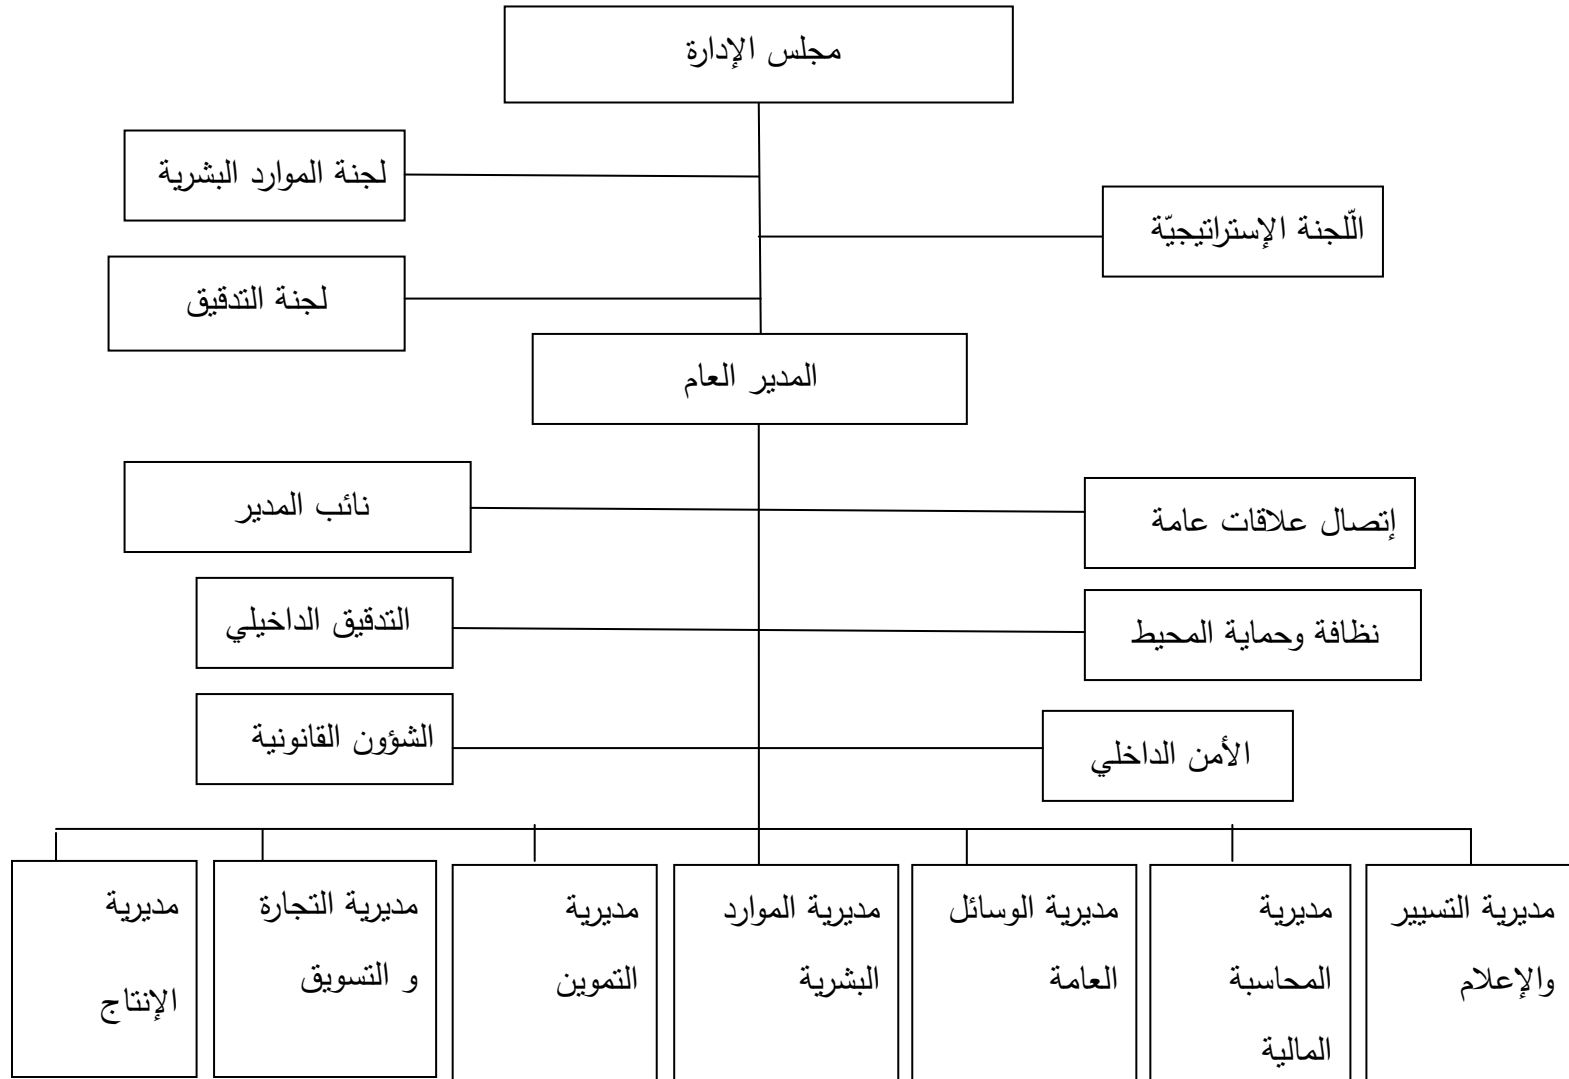 مجلس الإدارة
لجنة الموارد البشرية
الّلجنة الإستراتيجيّة
لجنة التدقيق
المدير العام
إتصال علاقات عامة
نائب المدير
نظافة وحماية المحيط
التدقيق الداخيلي
الأمن الداخلي
الشؤون القانونية
مديرية التسيير
والإعلام
مديرية
المحاسبة
المالية
مديرية الوسائل
العامة
مديرية الموارد
البشرية
مديرية
التموين
مديرية التجارة
و التسويق
مديرية
الإنتاج